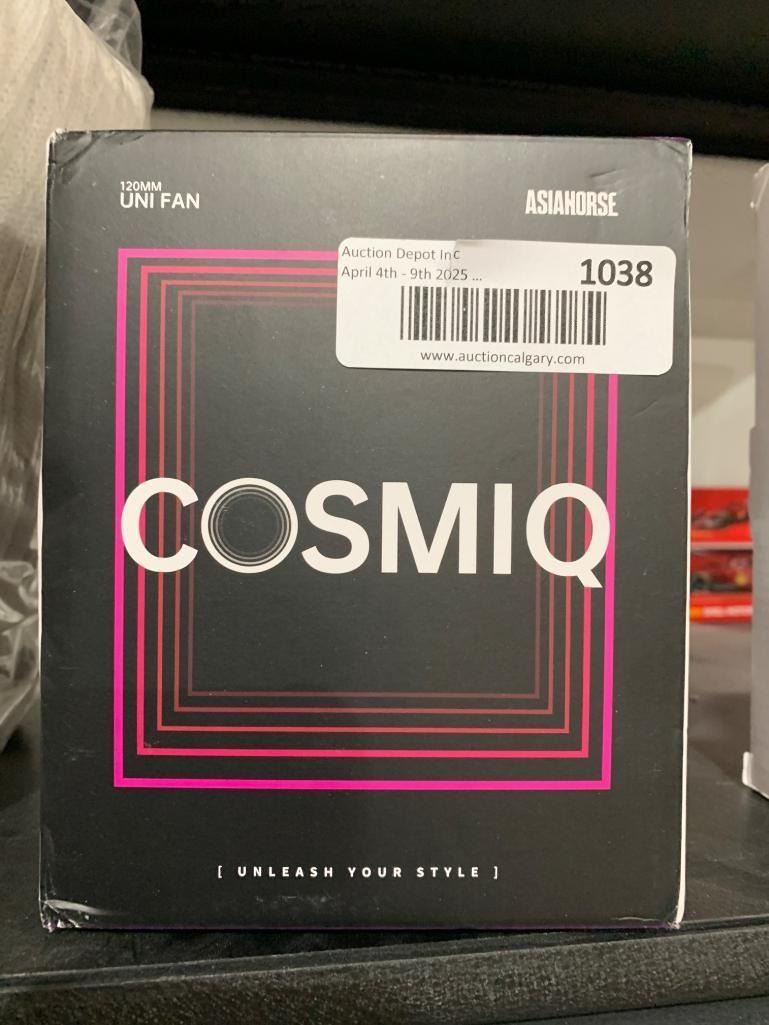 120MM
UNI FAN
ASIAHORSE
Auction Depot Inc
April 4th - 9th 2025 ...
1038
www.auctioncalgary.com
COSMIQ
[ UNLEASH YOUR STYLE ]